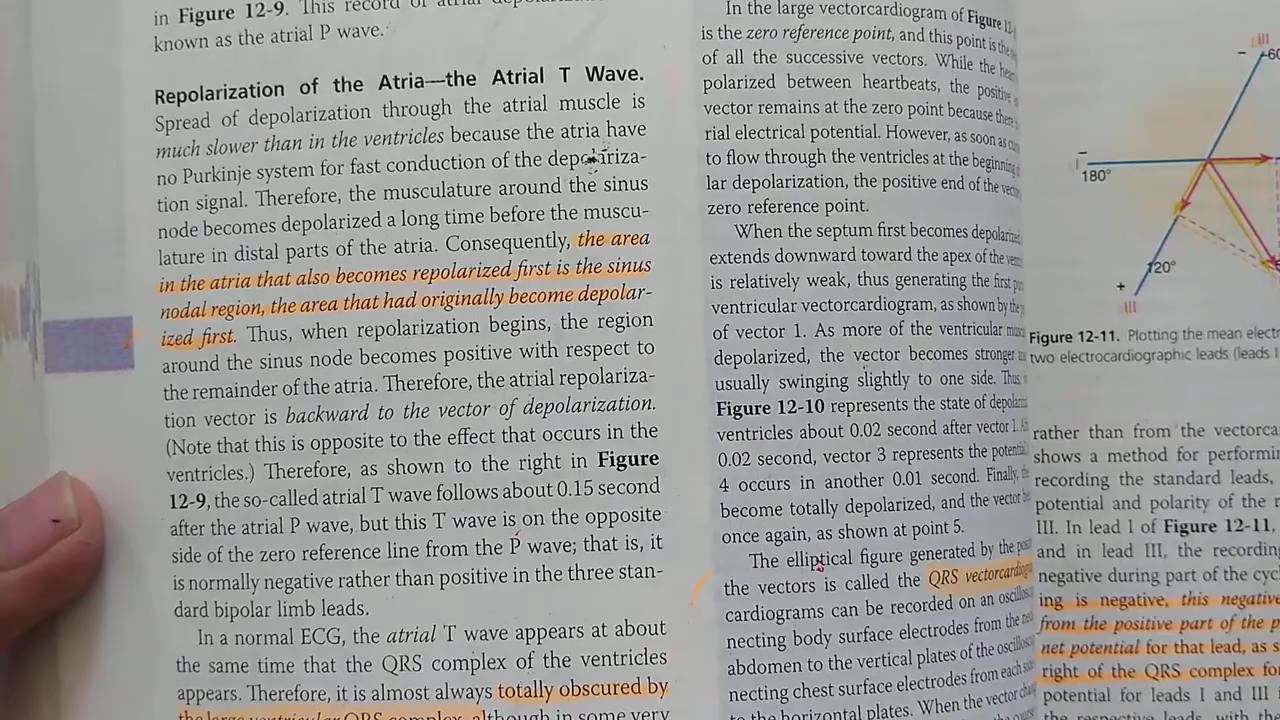 in Figure 12-9. This record of atrial
known as the atrial P wave.
Repolarization of the Atria—the Atrial T Wave.
Spread of depolarization through the atrial muscle is
much slower than in the ventricles because the atria have
no Purkinje system for fast conduction of the depolariza-
tion signal. Therefore, the musculature around the sinus
node becomes depolarized a long time before the muscu-
lature in distal parts of the atria. Consequently, the area
in the atria that also becomes repolarized first is the sinus
nodal region, the area that had originally become depolar-
ized first. Thus, when repolarization begins, the region
around the sinus node becomes positive with respect to
the remainder of the atria. Therefore, the atrial repolariza-
tion vector is backward to the vector of depolarization.
(Note that this is opposite to the effect that occurs in the
ventricles.) Therefore, as shown to the right in Figure
12-9, the so-called atrial T wave follows about 0.15 second
after the atrial P wave, but this T wave is on the opposite
side of the zero reference line from the P wave; that is, it
is normally negative rather than positive in the three stan-
dard bipolar limb leads.
In a normal ECG, the atrial T wave appears at about
the same time that the QRS complex of the ventricles
appears. Therefore, it is almost always totally obscured by
the large ventricular QRS complex, although in some very
In the large vectorcardiogram of Figure
is the zero reference point, and this point is the
of all the successive vectors. While the
polarized between heartbeats, the positive
vector remains at the zero point because there
rial electrical potential. However, as soon as
to flow through the ventricles at the beginning
lar depolarization, the positive end of the
zero reference point.
When the septum first becomes depolarized,
extends downward toward the apex of the
is relatively weak, thus generating the first
ventricular vectorcardiogram, as shown by the
of vector 1. As more of the ventricular
depolarized, the vector becomes stronger
usually swinging slightly to one side. Thus,
Figure 12-10 represents the state of
ventricles about 0.02 second after vector 1.
0.02 second, vector 3 represents the
4 occurs in another 0.01 second. Finally,
become totally depolarized, and the vector
once again, as shown at point 5.
The elliptical figure generated by the
the vectors is called the QRS
cardiograms can be recorded on an
necting body surface electrodes from the
abdomen to the vertical plates of the
necting chest surface electrodes from each
to the horizontal plates. When the vector
III
−
−
I
180°
120°
+
III
Figure 12-11. Plotting the mean
two electrocardiographic leads (leads I
rather than from the
shows a method for
recording the standard leads,
potential and polarity of the
III. In lead I of Figure 12-11,
and in lead III, the recording
negative during part of the
ing is negative, this negative
from the positive part of the
net potential for that lead, as
right of the QRS complex for
potential for leads I and III
the respective leads with the